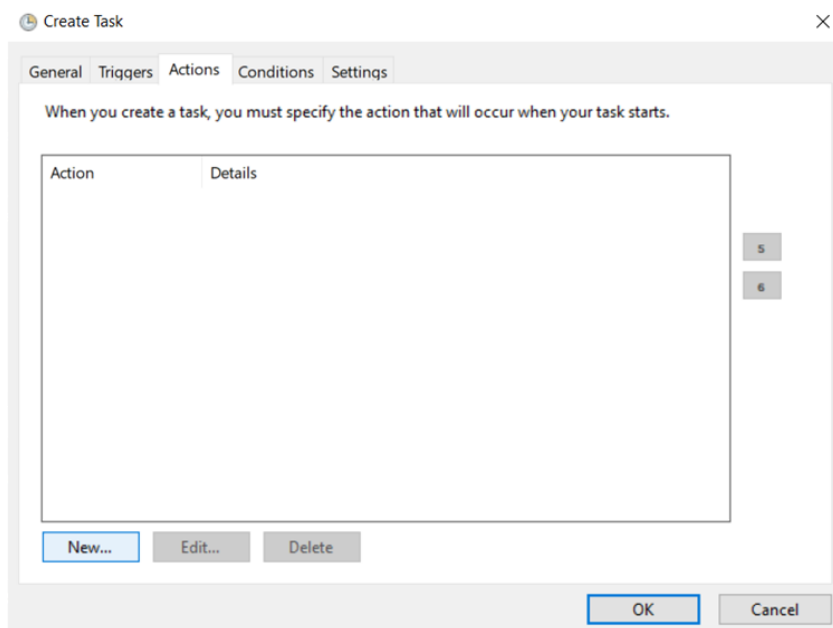 Create Task
General Triggers Actions Conditions Settings
When you create a task, you must specify the action that will occur when your task starts.
Action Details
5
6
New... Edit... Delete
OK Cancel